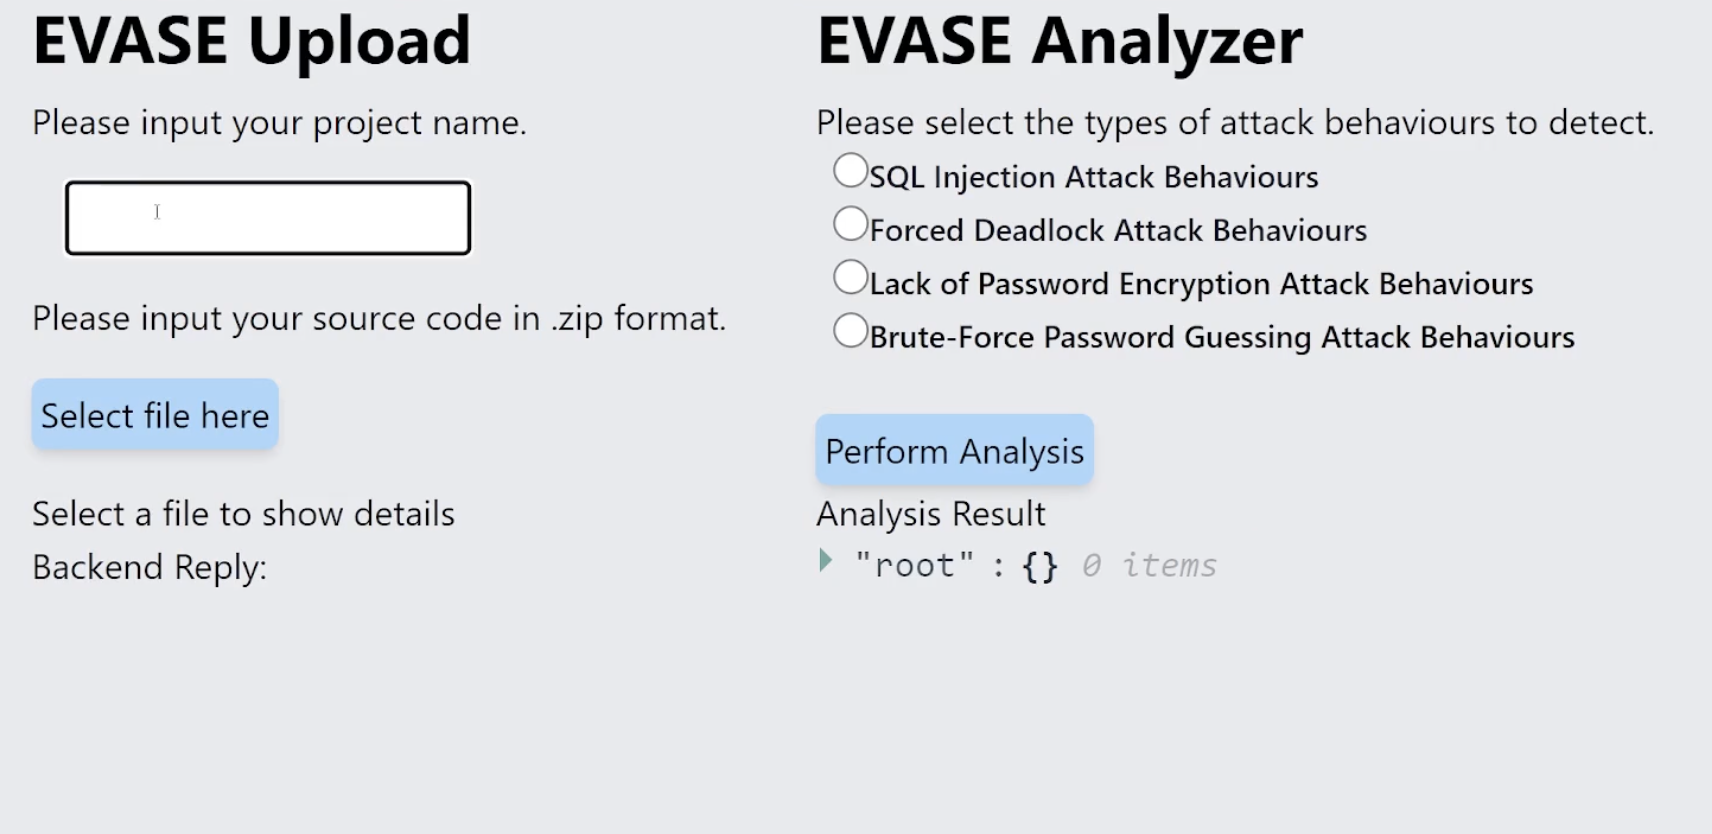 EVASE Upload
Please input your project name.
Please input your source code in .zip format.
Select file here
Select a file to show details
Backend Reply:
EVASE Analyzer
Please select the types of attack behaviours to detect.
SQL Injection Attack Behaviours
Forced Deadlock Attack Behaviours
Lack of Password Encryption Attack Behaviours
Brute-Force Password Guessing Attack Behaviours
Perform Analysis
Analysis Result
"root" : {} 0 items